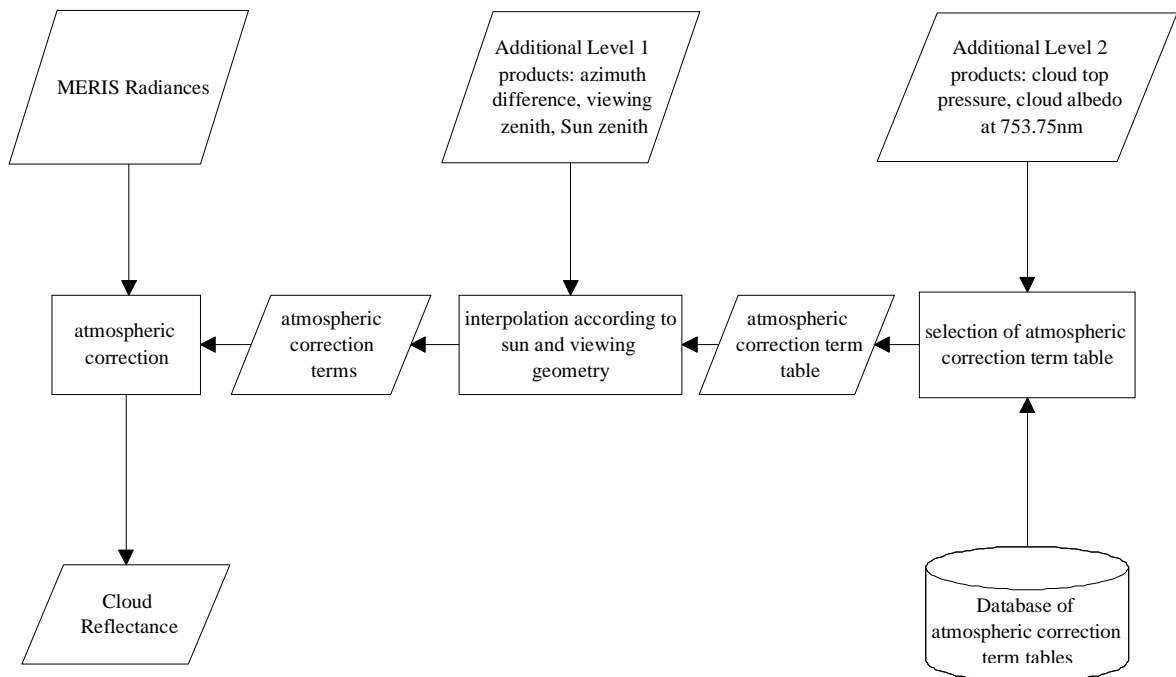 MERIS Radiances
Additional Level 1
products: azimuth
difference, viewing
zenith, Sun zenith
Additional Level 2
products: cloud top
pressure, cloud albedo
at 753.75nm
atmospheric
correction
atmospheric
correction
terms
interpolation according to
sun and viewing
geometry
atmospheric
correction term
table
selection of atmospheric
correction term table
Cloud
Reflectance
Database of
atmospheric correction
term tables